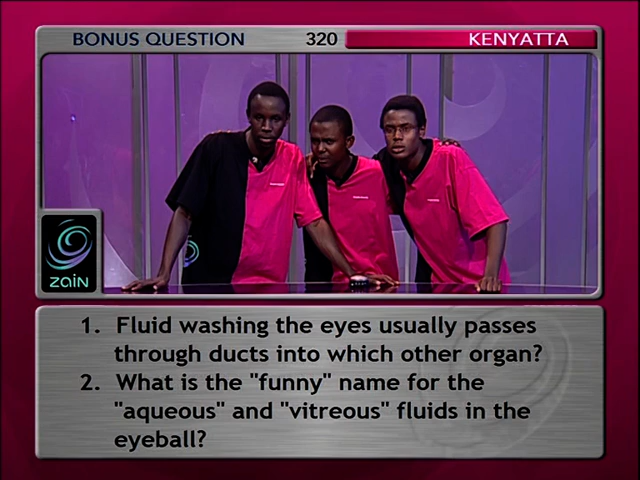 BONUS QUESTION 320 KENYATTA
zain
1. Fluid washing the eyes usually passes
through ducts into which other organ?
2. What is the "funny" name for the
"aqueous" and "vitreous" fluids in the
eyeball?